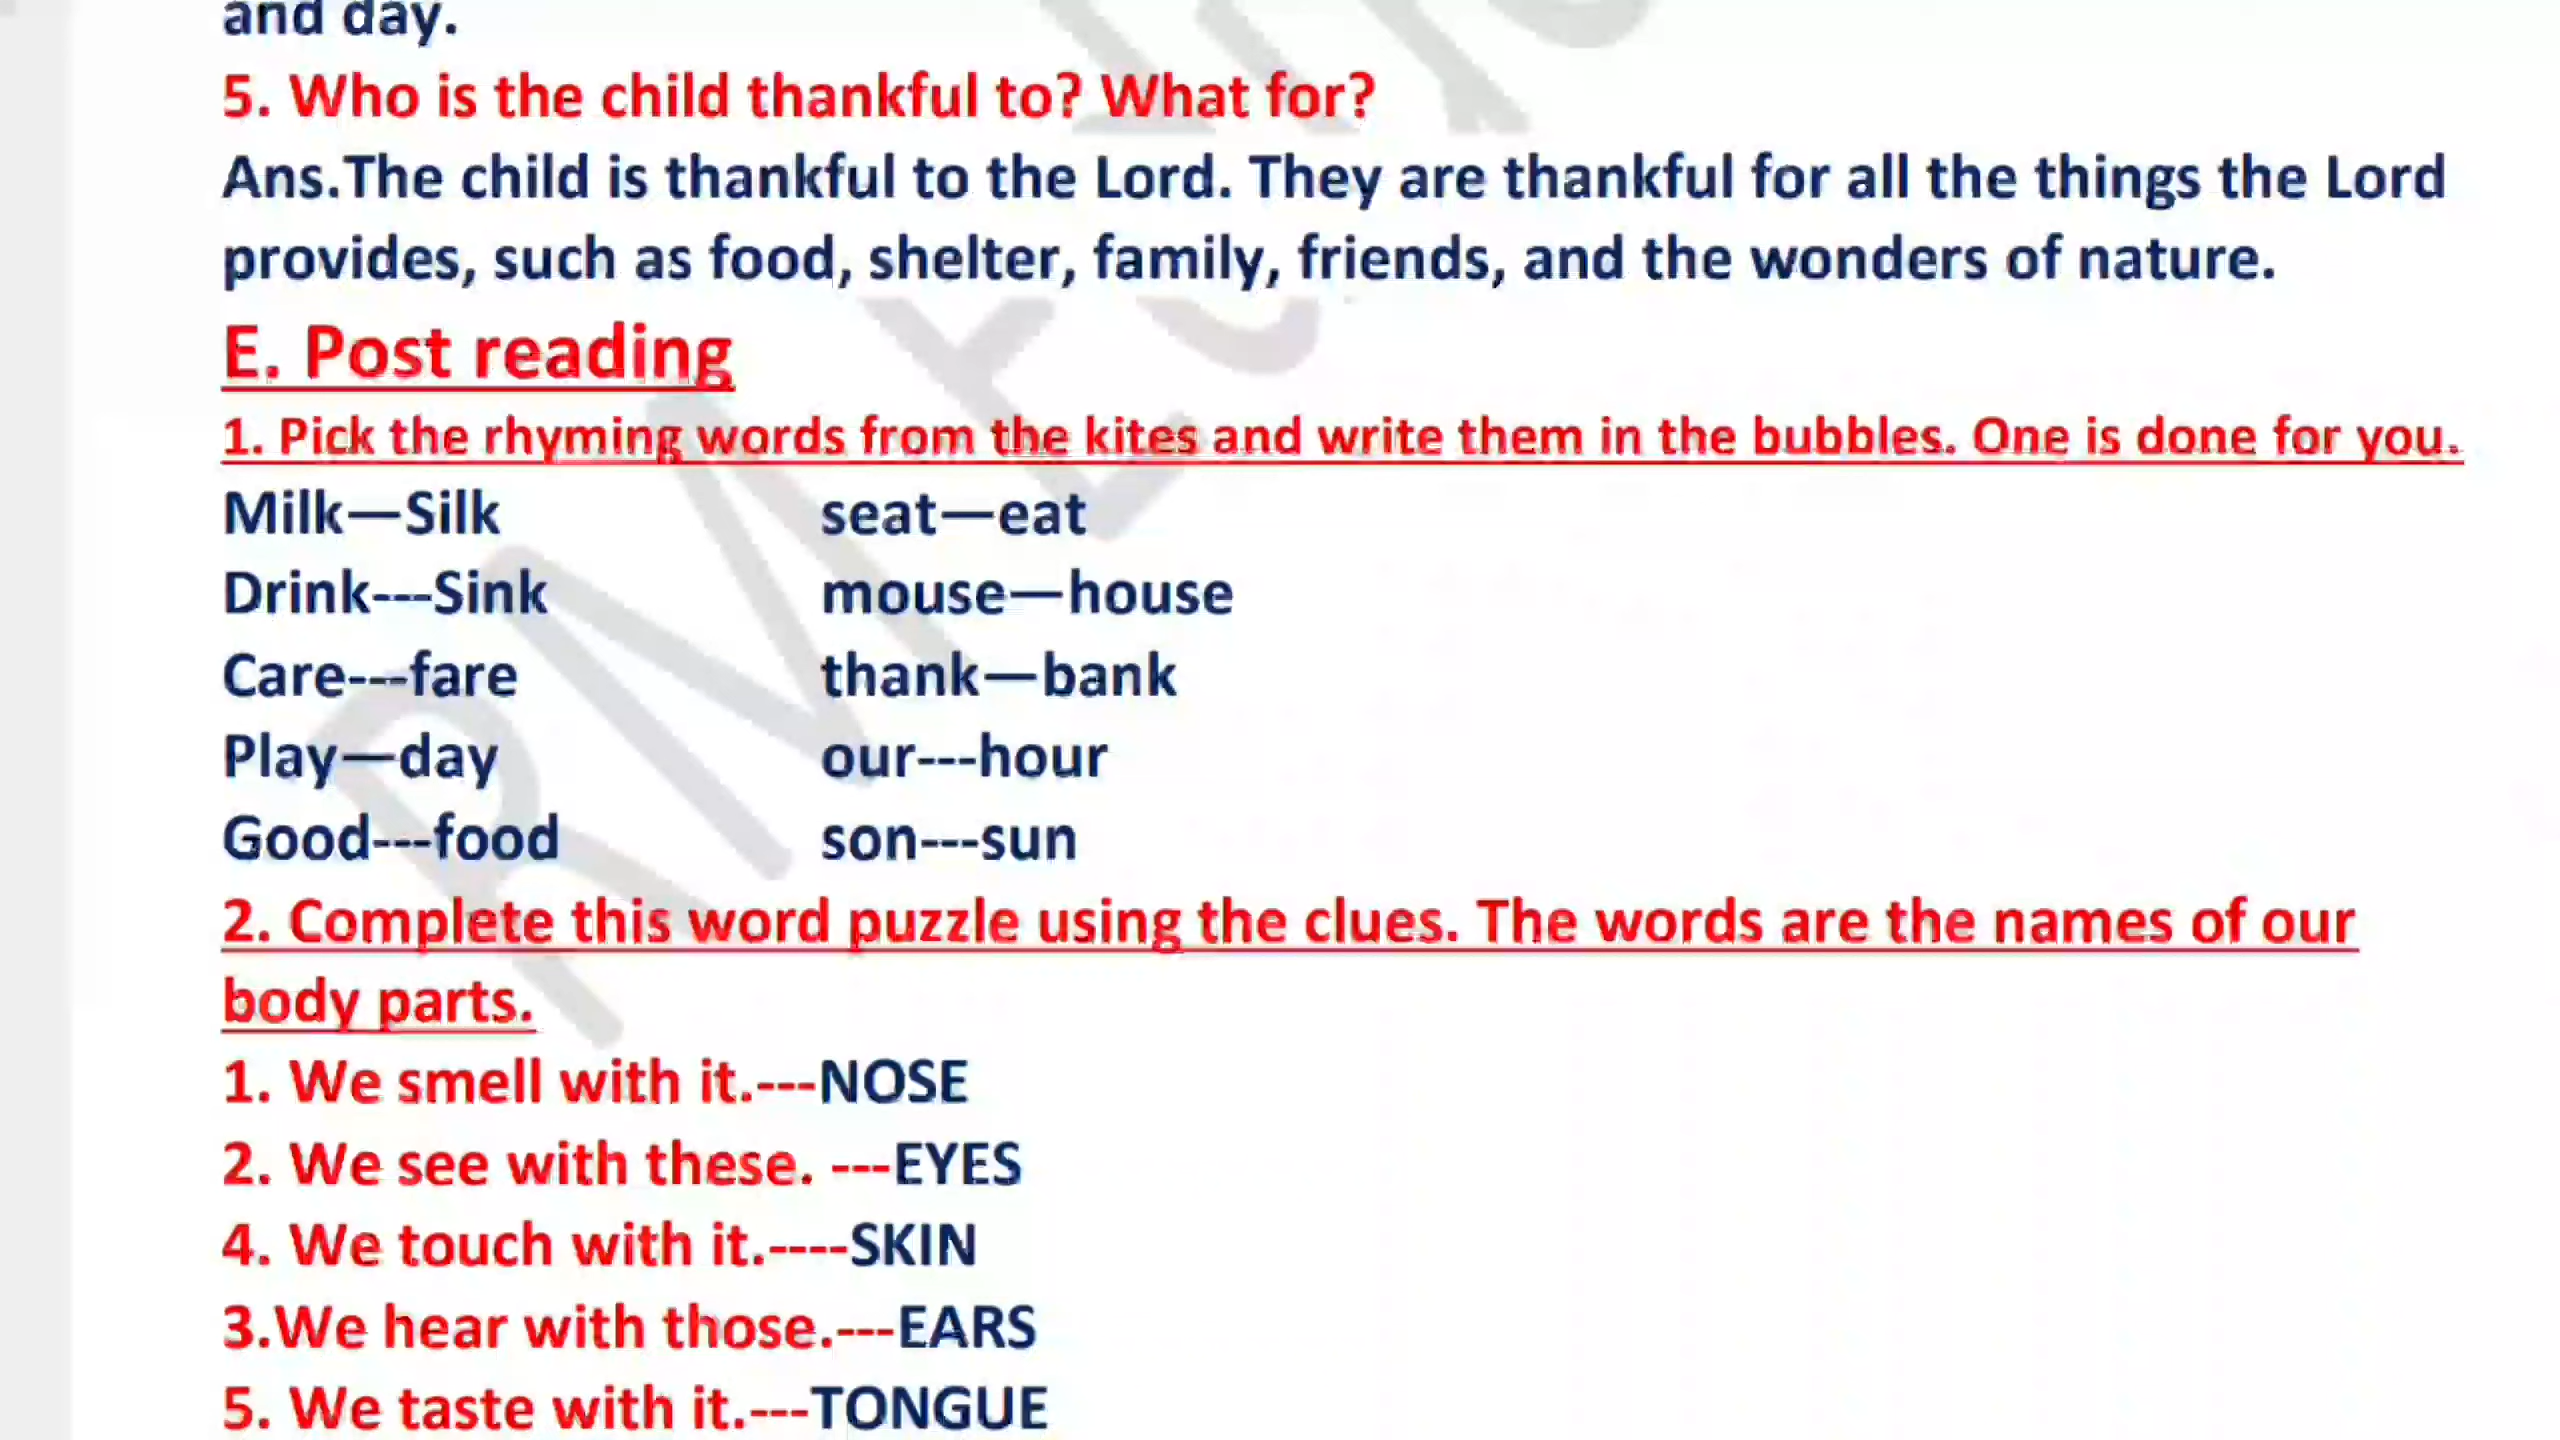 and day.
5. Who is the child thankful to? What for?
Ans.The child is thankful to the Lord. They are thankful for all the things the Lord
provides, such as food, shelter, family, friends, and the wonders of nature.
E. Post reading
1. Pick the rhyming words from the kites and write them in the bubbles. One is done for you.
Milk—Silk seat—eat
Drink---Sink mouse—house
Care---fare thank—bank
Play—day our---hour
Good---food son---sun
2. Complete this word puzzle using the clues. The words are the names of our
body parts.
1. We smell with it.---NOSE
2. We see with these. ---EYES
4. We touch with it.----SKIN
3.We hear with those.---EARS
5. We taste with it.---TONGUE